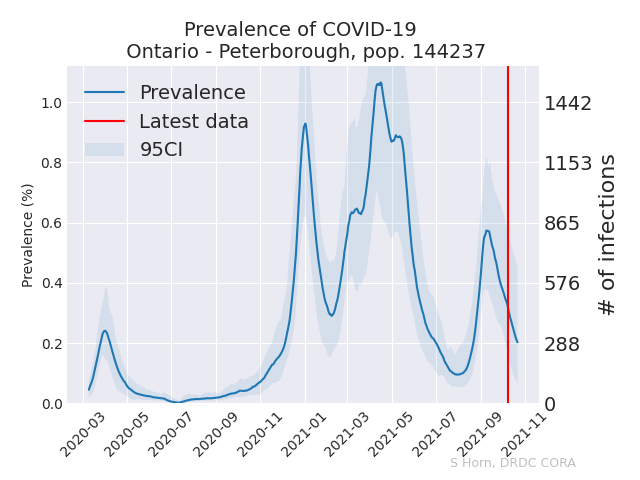 Prevalence of COVID-19
Ontario - Peterborough, pop. 144237
Prevalence
Latest data
95CI
Prevalence (%)
1.0
0.8
0.6
0.4
0.2
0.0
1442
1153
865
576
288
0
# of infections
2020-03
2020-05
2020-07
2020-09
2020-11
2021-01
2021-03
2021-05
2021-07
2021-09
2021-11
S Horn, DRDC CORA